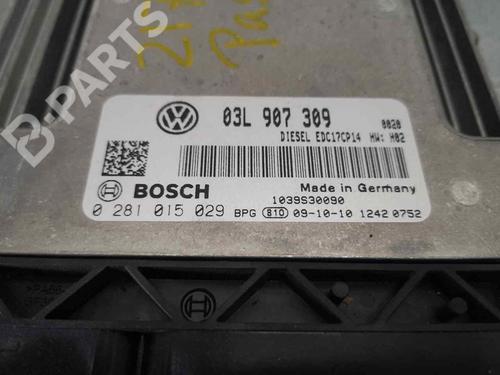 B-PARTS
03L 907 309 0020
DIESEL EDC17CP14 HW: H02
BOSCH
Made in Germany
1039S30090
0 281 015 029 BPG 810 09-10-10 1242 0752